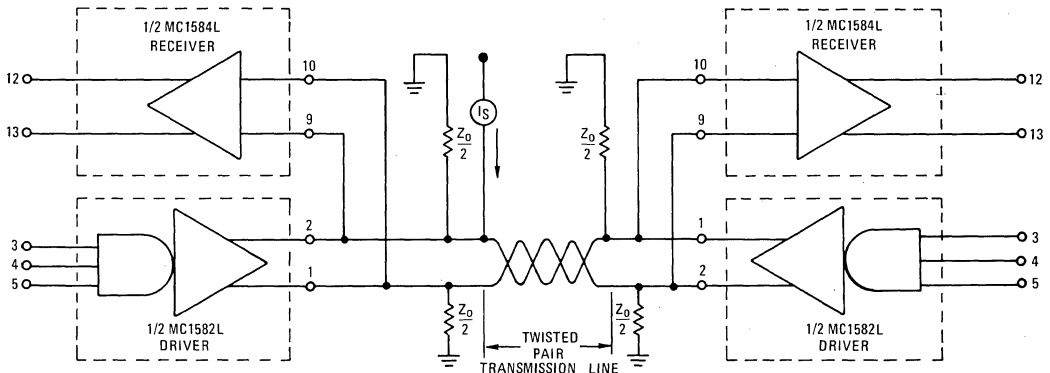 1/2 MC1584L
RECEIVER
12
13
10
9
Z0
2
IS
Z0
2
10
9
1/2 MC1584L
RECEIVER
12
13
3
4
5
2
1
1/2 MC1582L
DRIVER
Z0
2
TWISTED
PAIR
TRANSMISSION LINE
Z0
2
1
2
3
4
5
1/2 MC1582L
DRIVER